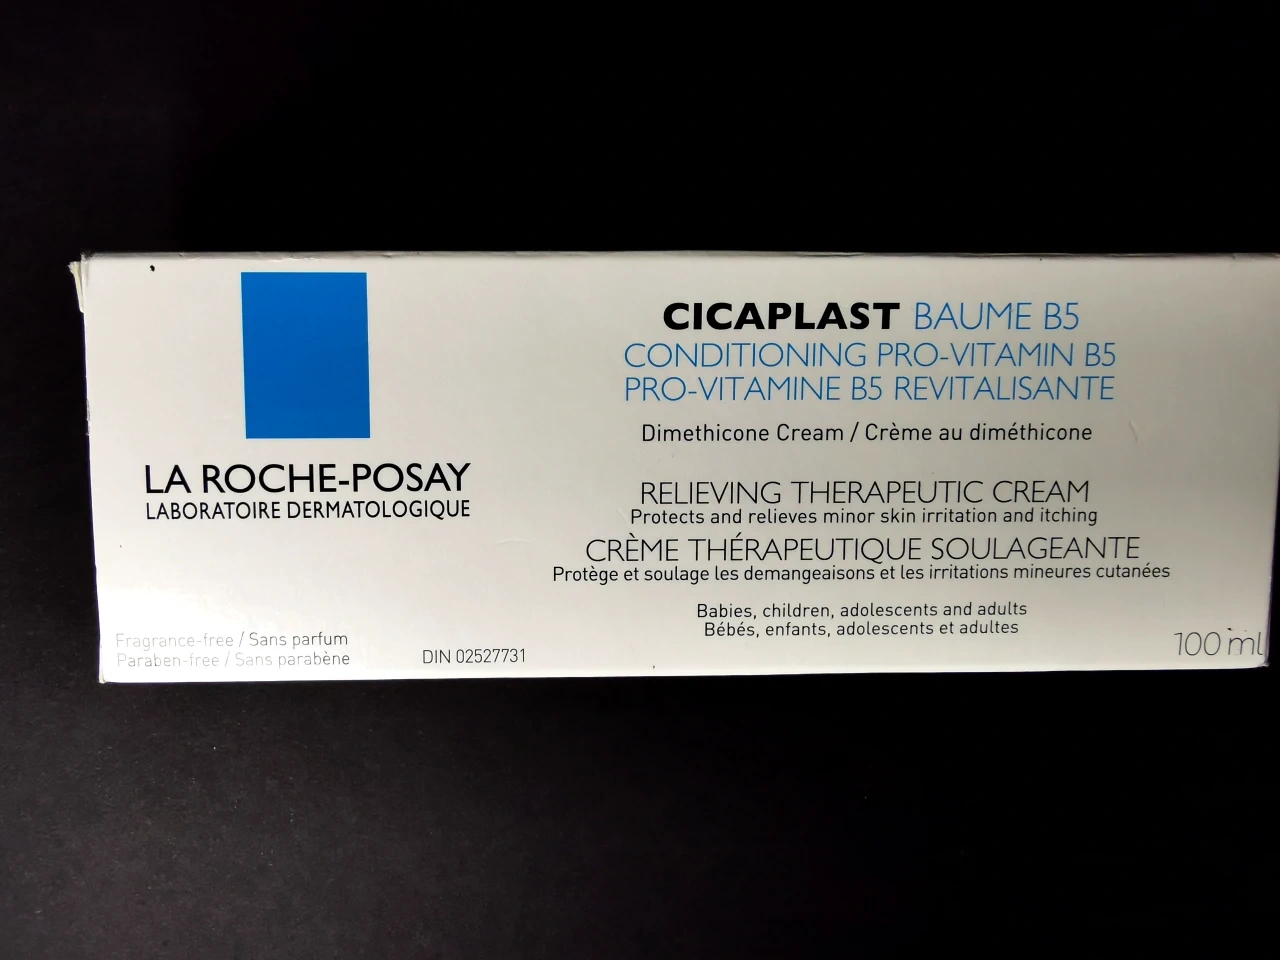 LA ROCHE-POSAY
LABORATOIRE DERMATOLOGIQUE
Fragrance-free / Sans parfum
Paraben-free / Sans parabène
DIN 02527731
CICAPLAST BAUME B5
CONDITIONING PRO-VITAMIN B5
PRO-VITAMINE B5 REVITALISANTE
Dimethicone Cream / Crème au diméthicone
RELIEVING THERAPEUTIC CREAM
Protects and relieves minor skin irritation and itching
CRÈME THÉRAPEUTIQUE SOULAGEANTE
Protège et soulage les demangeaisons et les irritations mineures cutanées
Babies, children, adolescents and adults
Bébés, enfants, adolescents et adultes
100 ml